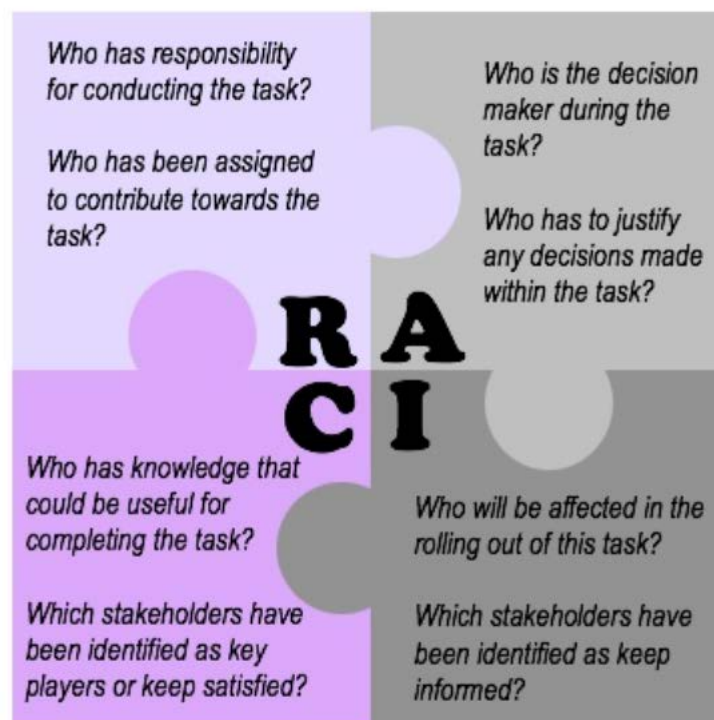 Who has responsibility
for conducting the task?
Who has been assigned
to contribute towards the
task?
Who is the decision
maker during the
task?
Who has to justify
any decisions made
within the task?
R A
C I
Who has knowledge that
could be useful for
completing the task?
Which stakeholders have
been identified as key
players or keep satisfied?
Who will be affected in the
rolling out of this task?
Which stakeholders have
been identified as keep
informed?